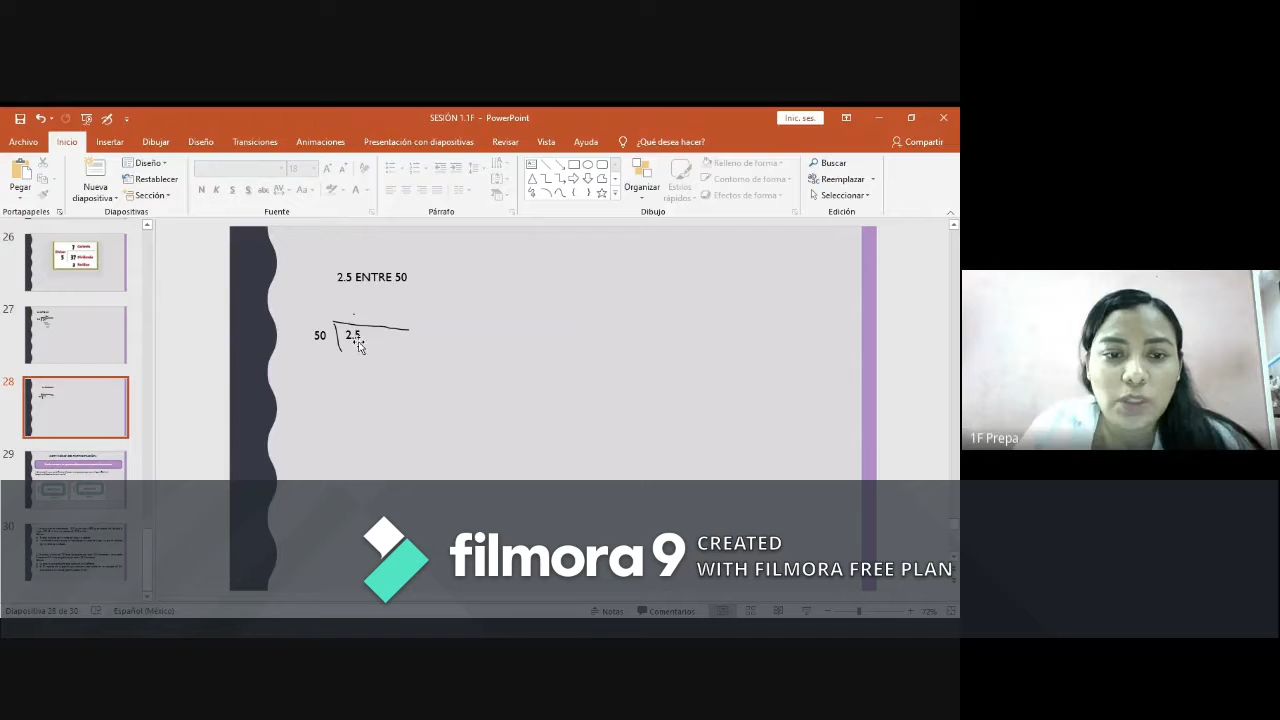 SESIÓN 1.1F - PowerPoint
Inic. ses.
Archivo Inicio Insertar Dibujar Diseño Transiciones Animaciones Presentación con diapositivas Revisar Vista Ayuda ¿Qué desea hacer? Compartir
Pegar
Nueva
diapositiva
Diseño
Restablecer
Sección
18
N K S S abc AV Aa A
Organizar
Estilos
rápidos
Relleno de forma
Contorno de forma
Efectos de forma
Buscar
Reemplazar
Seleccionar
Portapapeles Diapositivas Fuente Párrafo Dibujo Edición
26
27
28
29
30
2.5 ENTRE 50
50 2.5
1F Prepa
filmora 9
CREATED
WITH FILMORA FREE PLAN
Diapositiva 28 de 30 Español (México) Notas Comentarios 72%